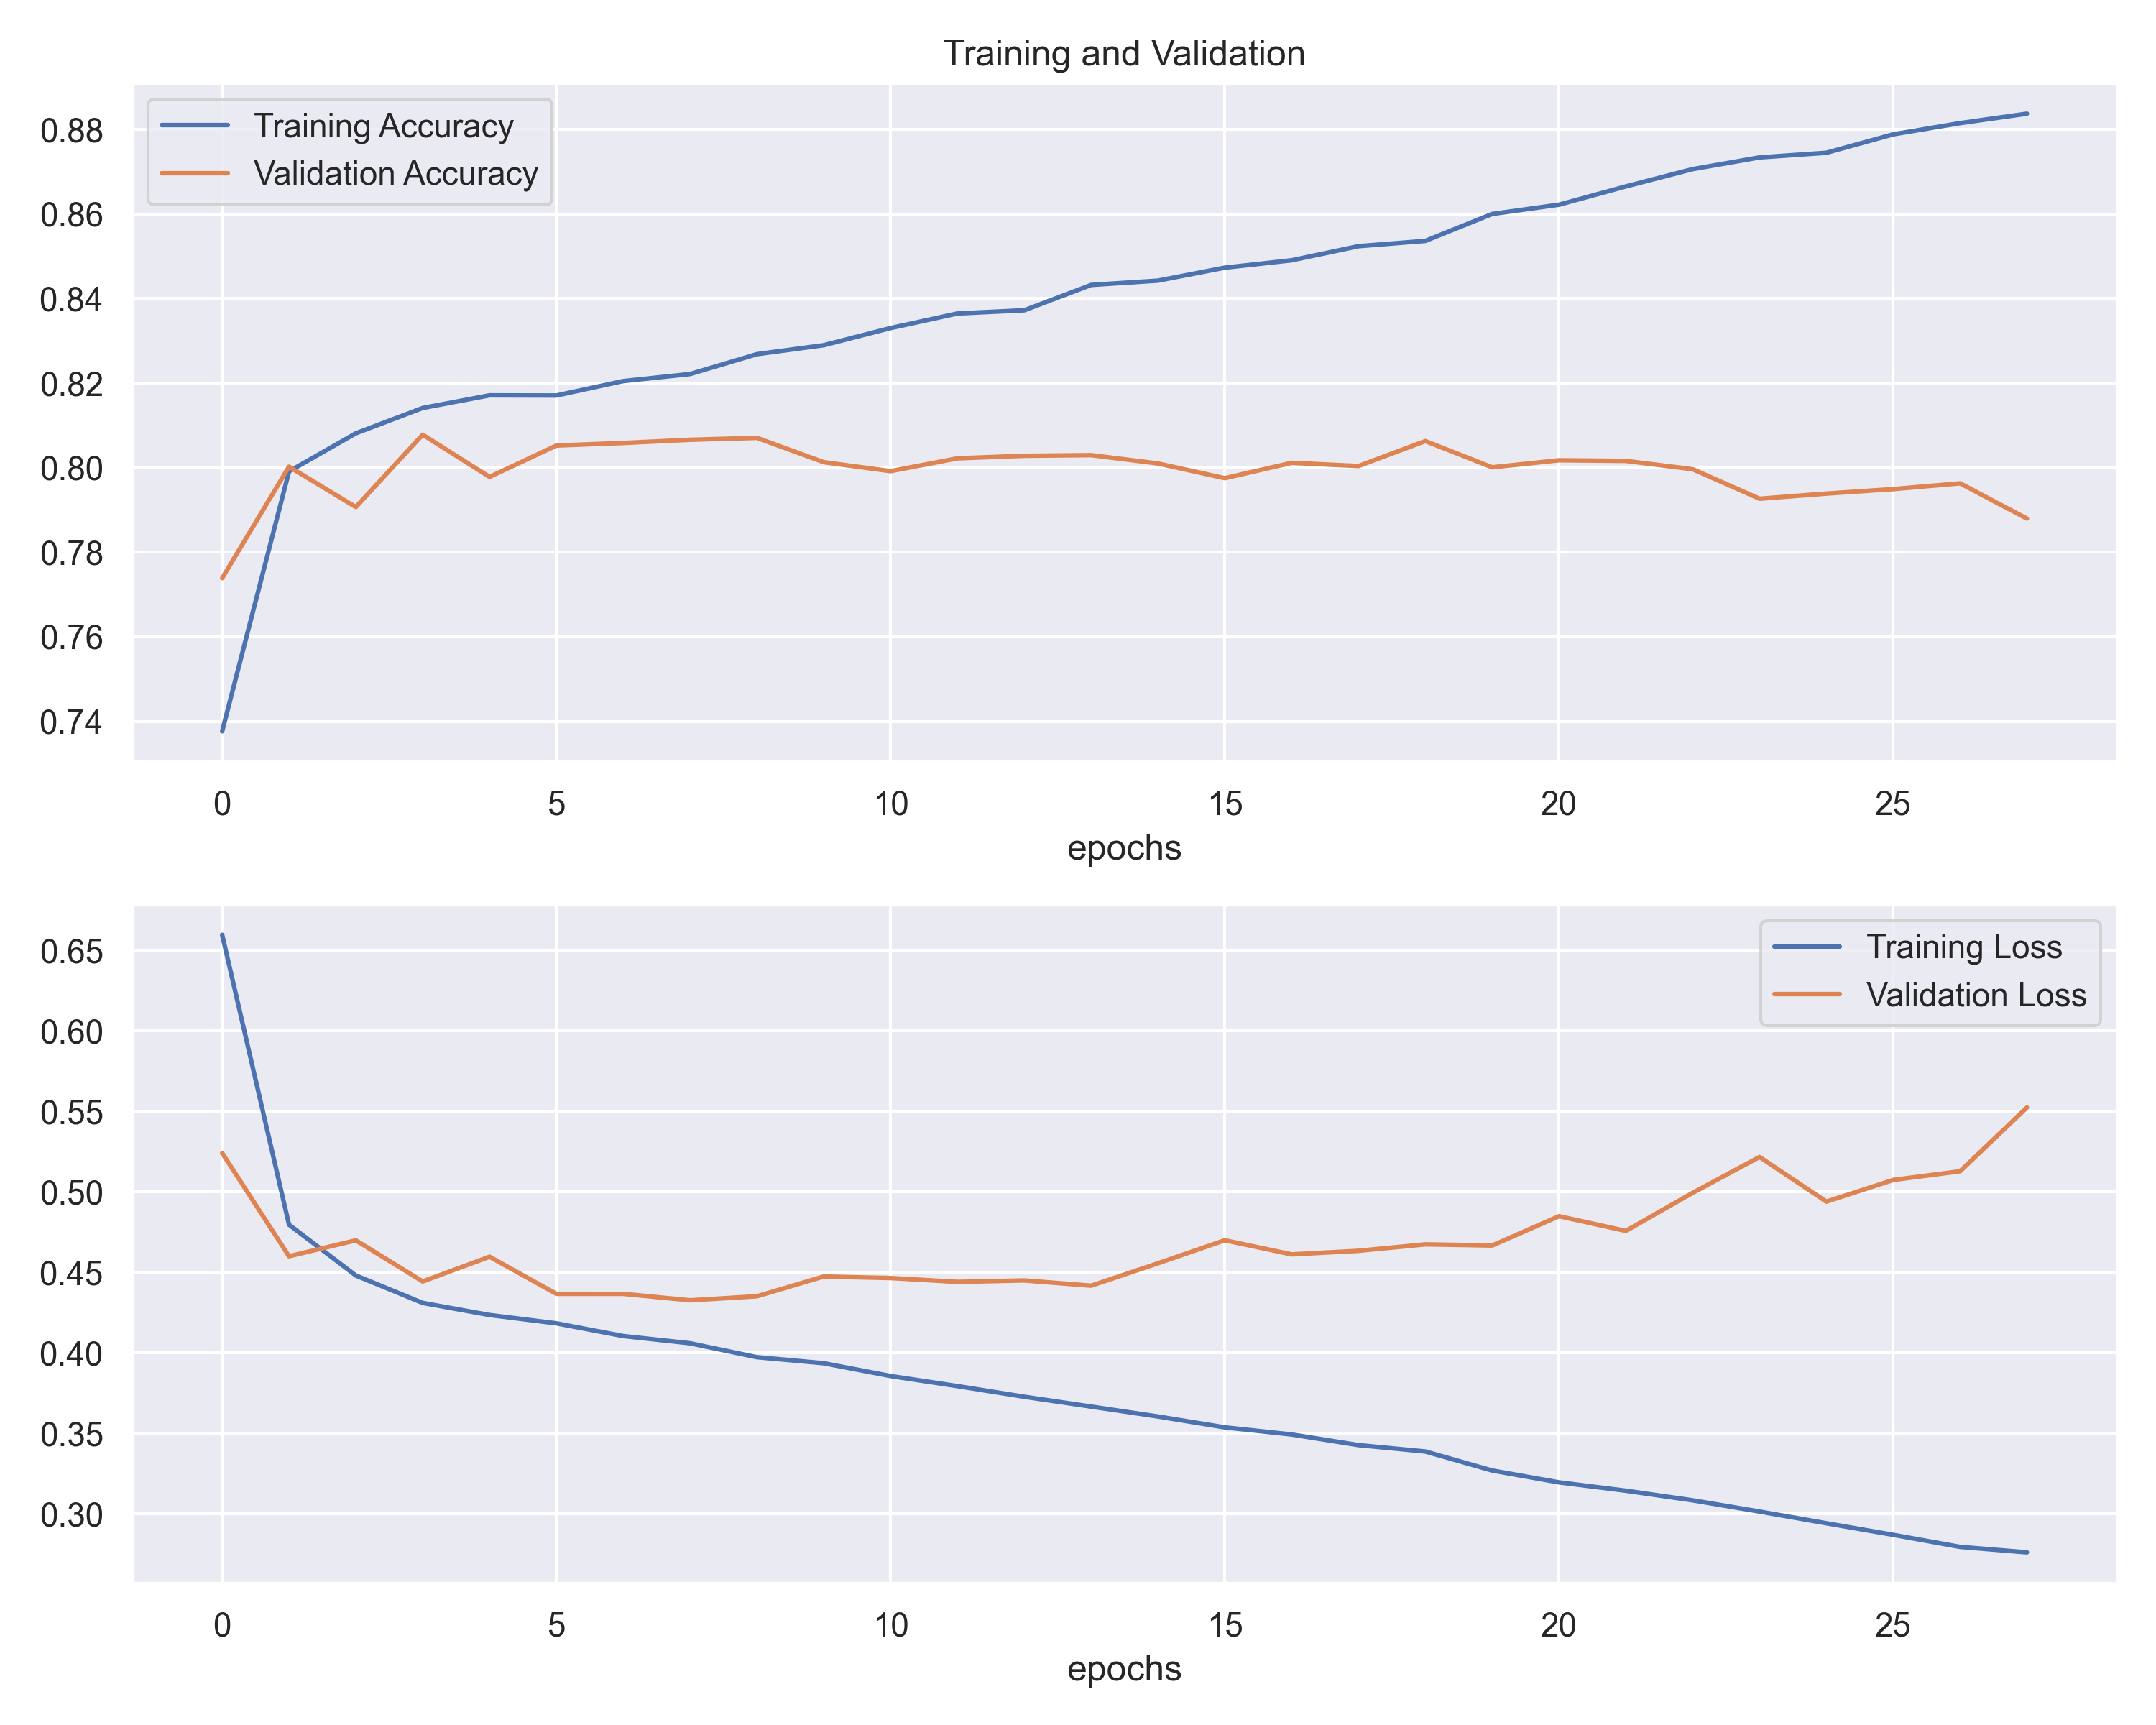 Training and Validation
Training Accuracy
Validation Accuracy
0.88
0.86
0.84
0.82
0.80
0.78
0.76
0.74
0 5 10 15 20 25
epochs
Training Loss
Validation Loss
0.65
0.60
0.55
0.50
0.45
0.40
0.35
0.30
0 5 10 15 20 25
epochs